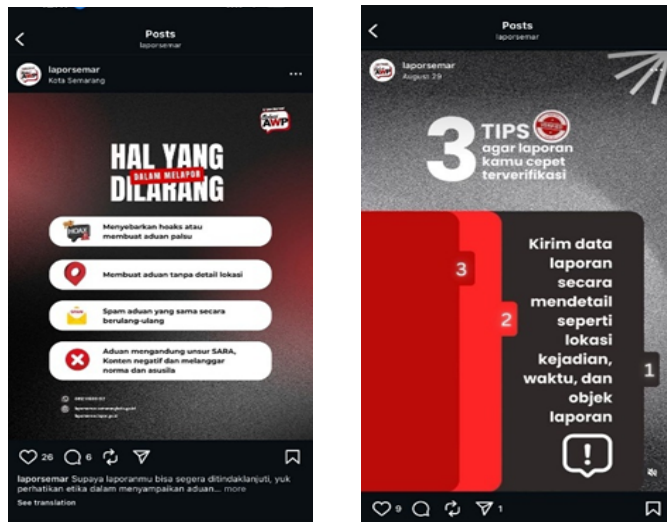 Posts
laporsemar
laporsemar
Kota Semarang
AWP
HAL YANG
DALAM MELAPOR
DILARANG
HOAX
Menyebarkan hoaks atau
membuat aduan palsu
Membuat aduan tanpa detail lokasi
Spam aduan yang sama secara
berulang-ulang
Aduan mengandung unsur SARA,
Konten negatif dan melanggar
norma dan asusila
26
6
laporsemar Supaya laporanmu bisa segera ditindaklanjuti, yuk
perhatikan etika dalam menyampaikan aduan... more
See translation
Posts
laporsemar
laporsemar
August 29
3
TIPS
agar laporan
kamu cepet
terverifikasi
3
2
1
Kirim data
laporan
secara
mendetail
seperti
lokasi
kejadian,
waktu, dan
objek
laporan
9
1